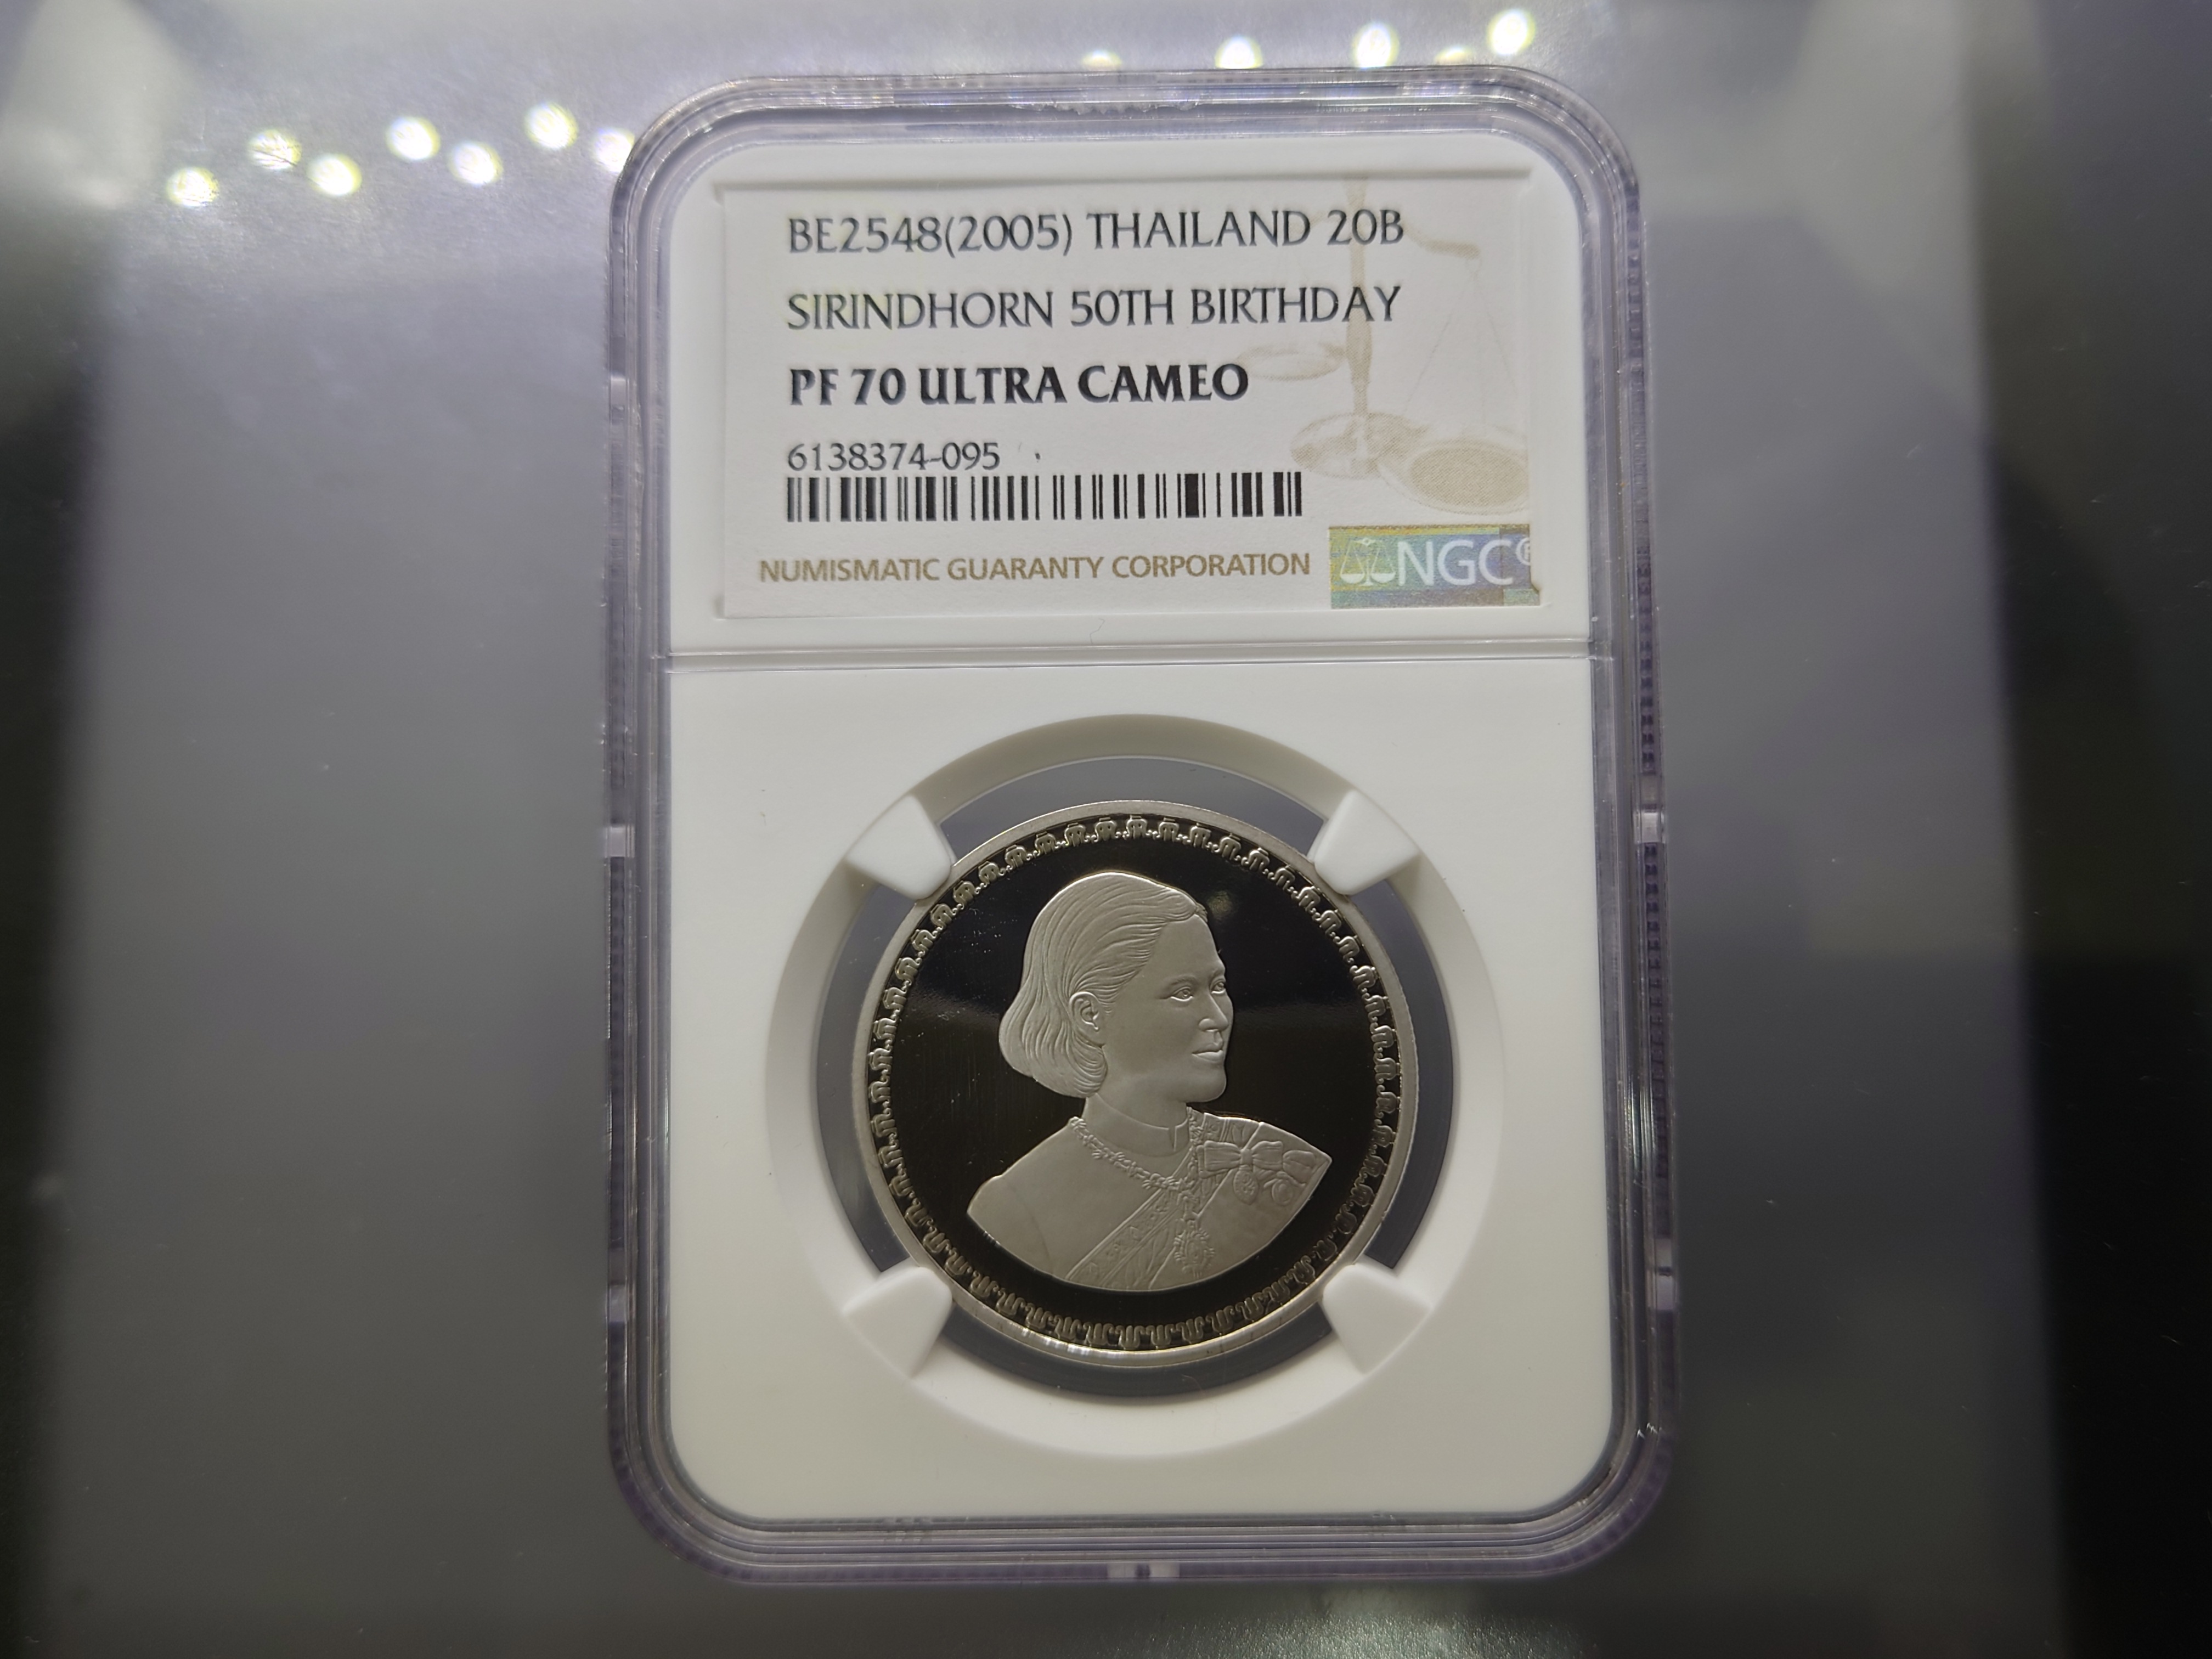 BE2548(2005) THAILAND 20B
SIRINDHORN 50TH BIRTHDAY
PF 70 ULTRA CAMEO
6138374-095
NUMISMATIC GUARANTY CORPORATION
NGC®